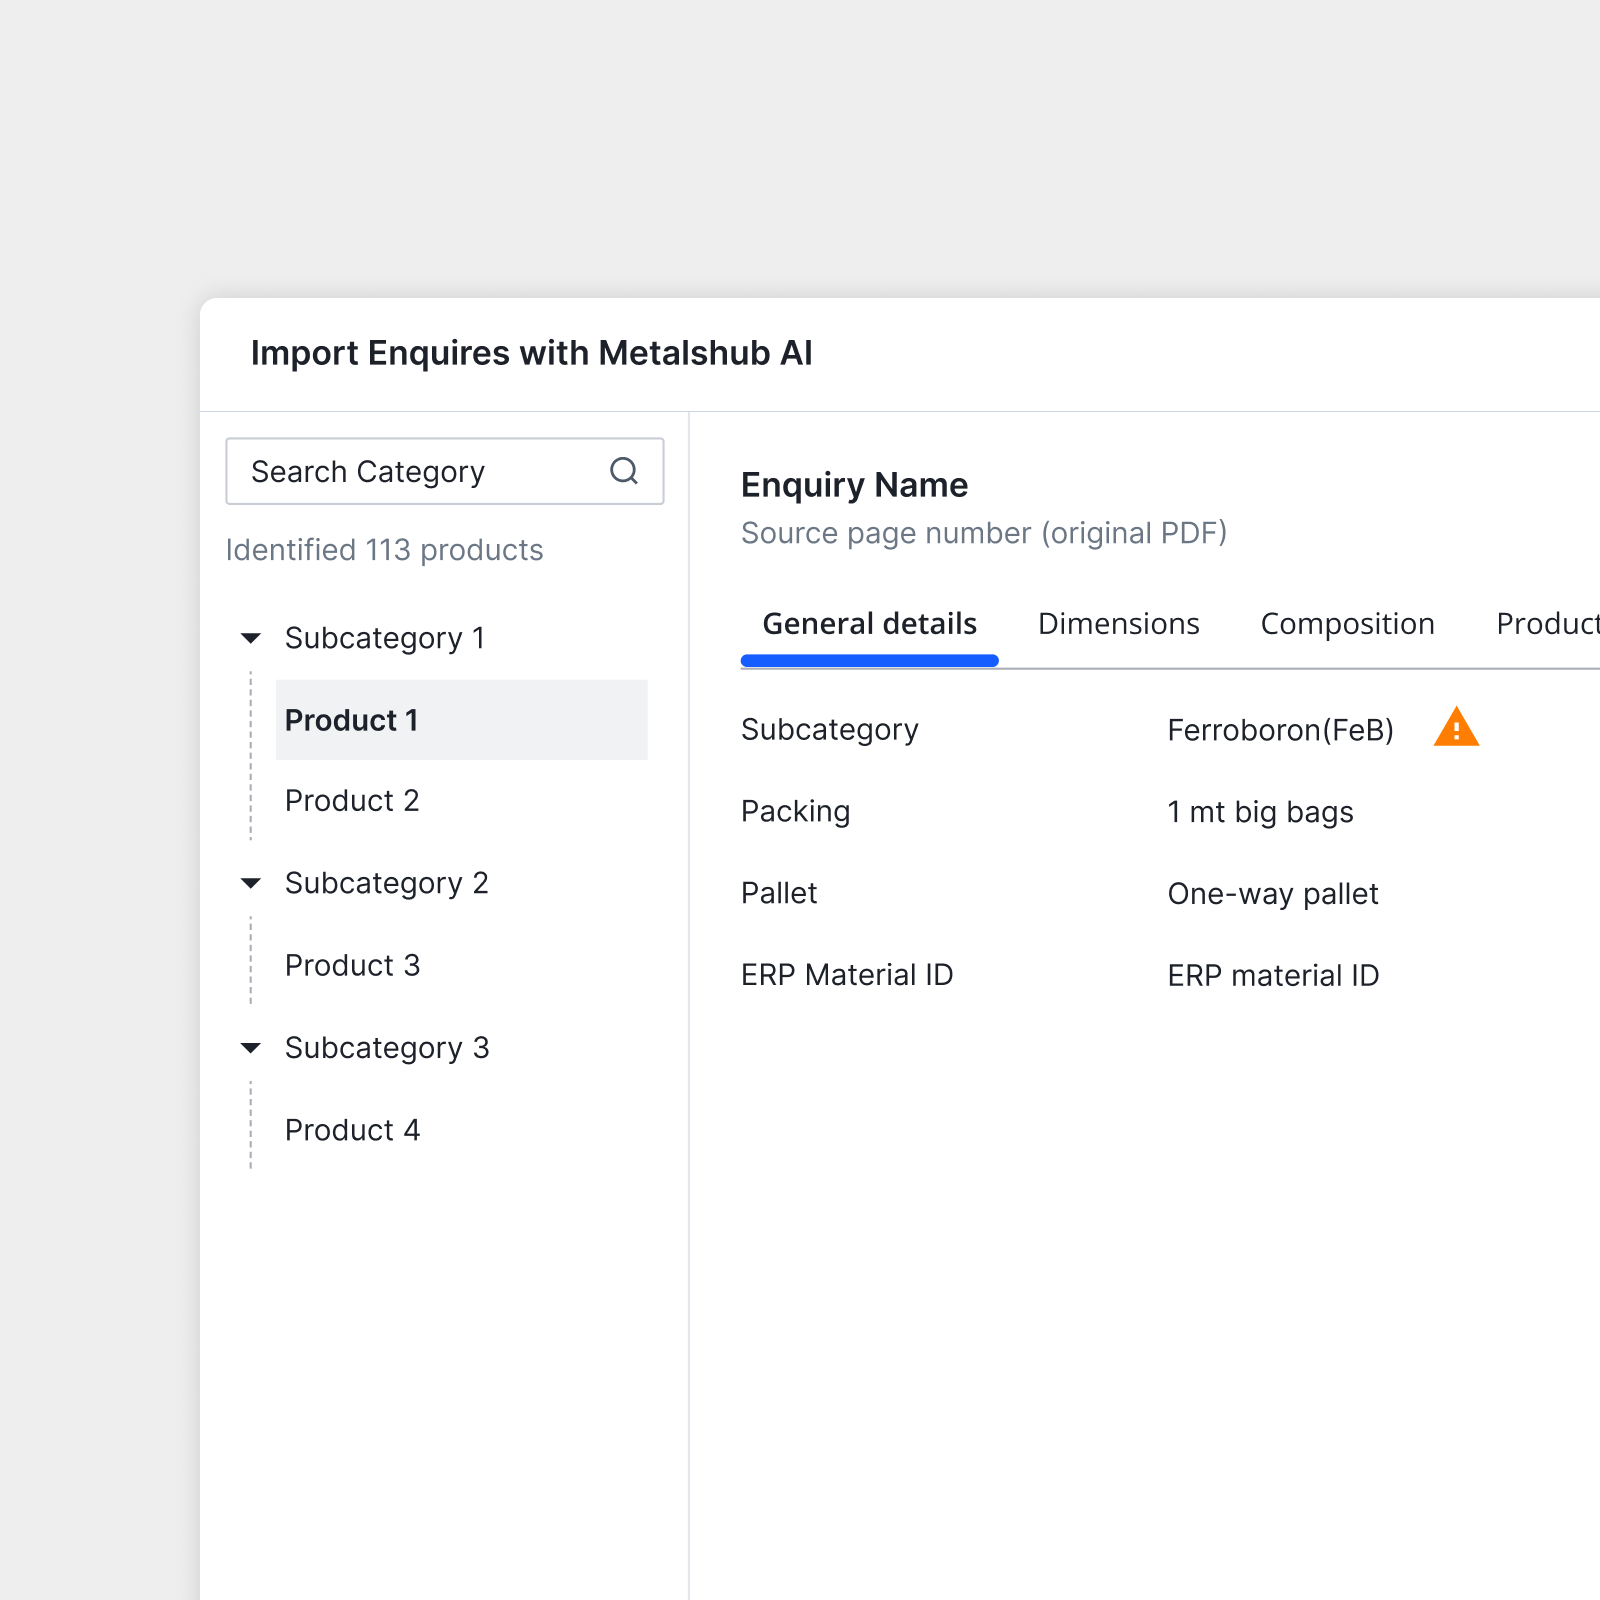 Import Enquires with Metalshub AI
Search Category
Identified 113 products
Subcategory 1
Product 1
Product 2
Subcategory 2
Product 3
Subcategory 3
Product 4
Enquiry Name
Source page number (original PDF)
General details Dimensions Composition Product
Subcategory Ferroboron(FeB)
Packing 1 mt big bags
Pallet One-way pallet
ERP Material ID ERP material ID